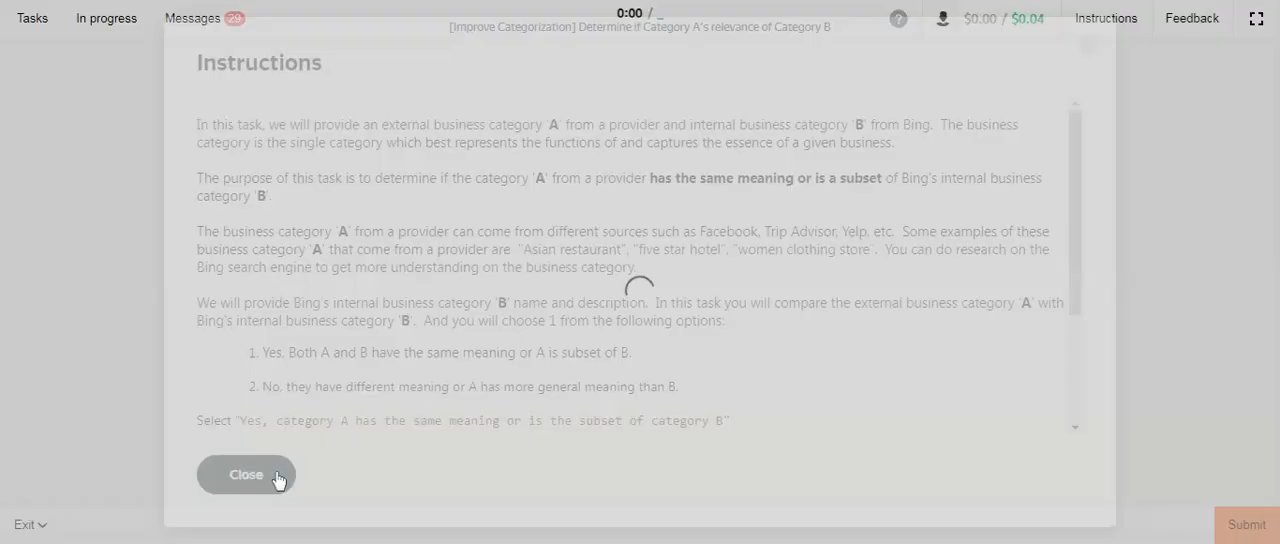 Tasks In progress Messages 29 0:00 / _ ? $0.00 / $0.04 Instructions Feedback
[Improve Categorization] Determine if Category A's relevance of Category B
Instructions
In this task, we will provide an external business category 'A' from a provider and internal business category 'B' from Bing. The business
category is the single category which best represents the functions of and captures the essence of a given business.
The purpose of this task is to determine if the category 'A' from a provider has the same meaning or is a subset of Bing's internal business
category 'B'.
The business category 'A' from a provider can come from different sources such as Facebook, Trip Advisor, Yelp, etc. Some examples of these
business category 'A' that come from a provider are "Asian restaurant", "five star hotel", "women clothing store". You can do research on the
Bing search engine to get more understanding on the business category.
We will provide Bing's internal business category 'B' name and description. In this task you will compare the external business category 'A' with
Bing's internal business category 'B'. And you will choose 1 from the following options:
1. Yes, Both A and B have the same meaning or A is subset of B.
2. No, they have different meaning or A has more general meaning than B.
Select "Yes, category A has the same meaning or is the subset of category B"
Close
Exit Submit